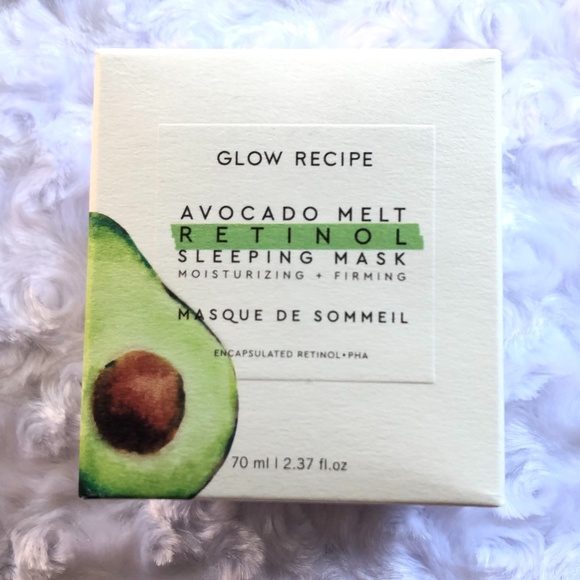 GLOW RECIPE
AVOCADO MELT
RETINOL
SLEEPING MASK
MOISTURIZING + FIRMING
MASQUE DE SOMMEIL
ENCAPSULATED RETINOL • PHA
70 ml | 2.37 fl.oz